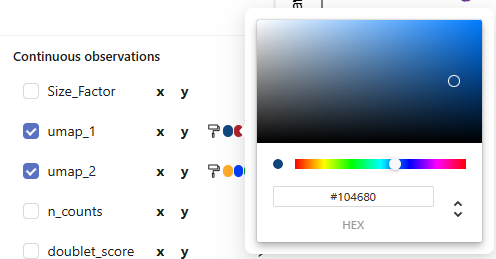 Continuous observations
Size_Factor x y
umap_1 x y
umap_2 x y
n_counts x y
doublet_score x y
#104680
HEX